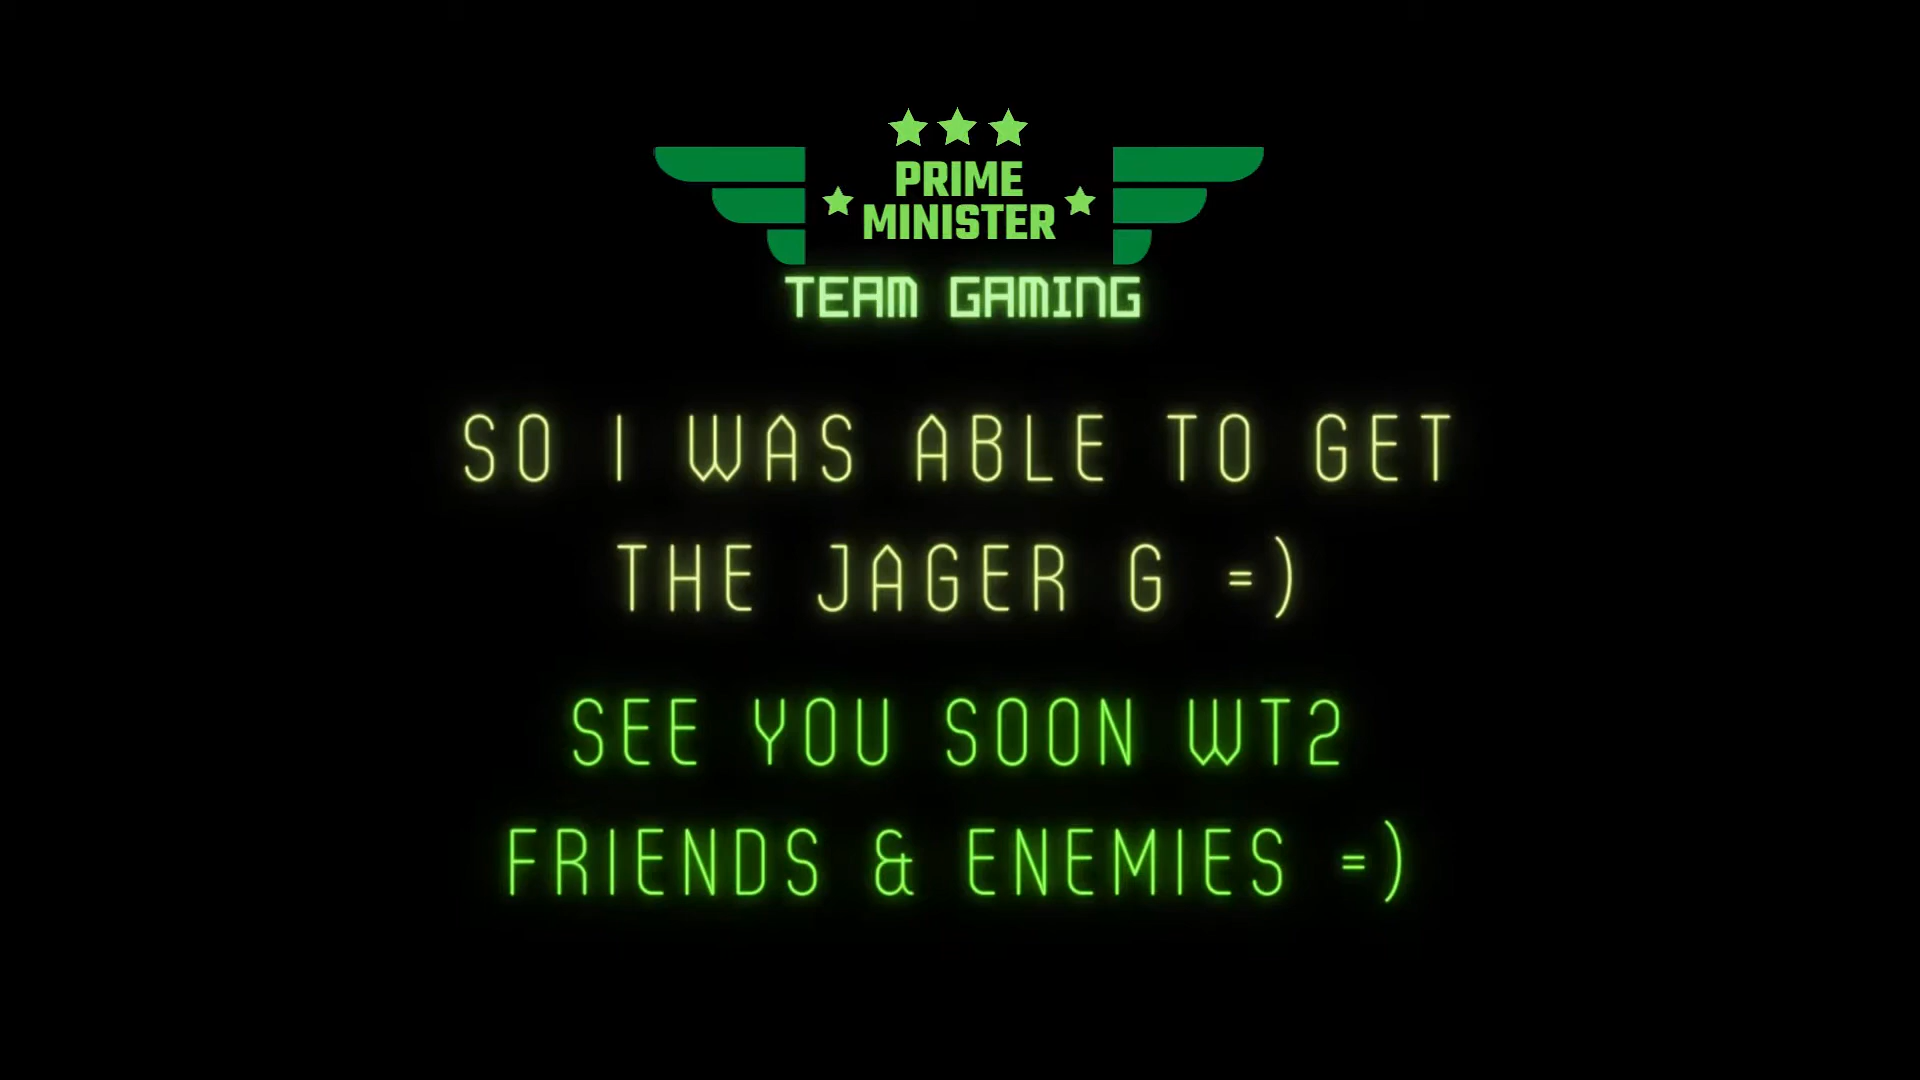 PRIME
MINISTER
TEAM GAMING
SO I WAS ABLE TO GET
THE JAGER G =)
SEE YOU SOON WT2
FRIENDS & ENEMIES =)